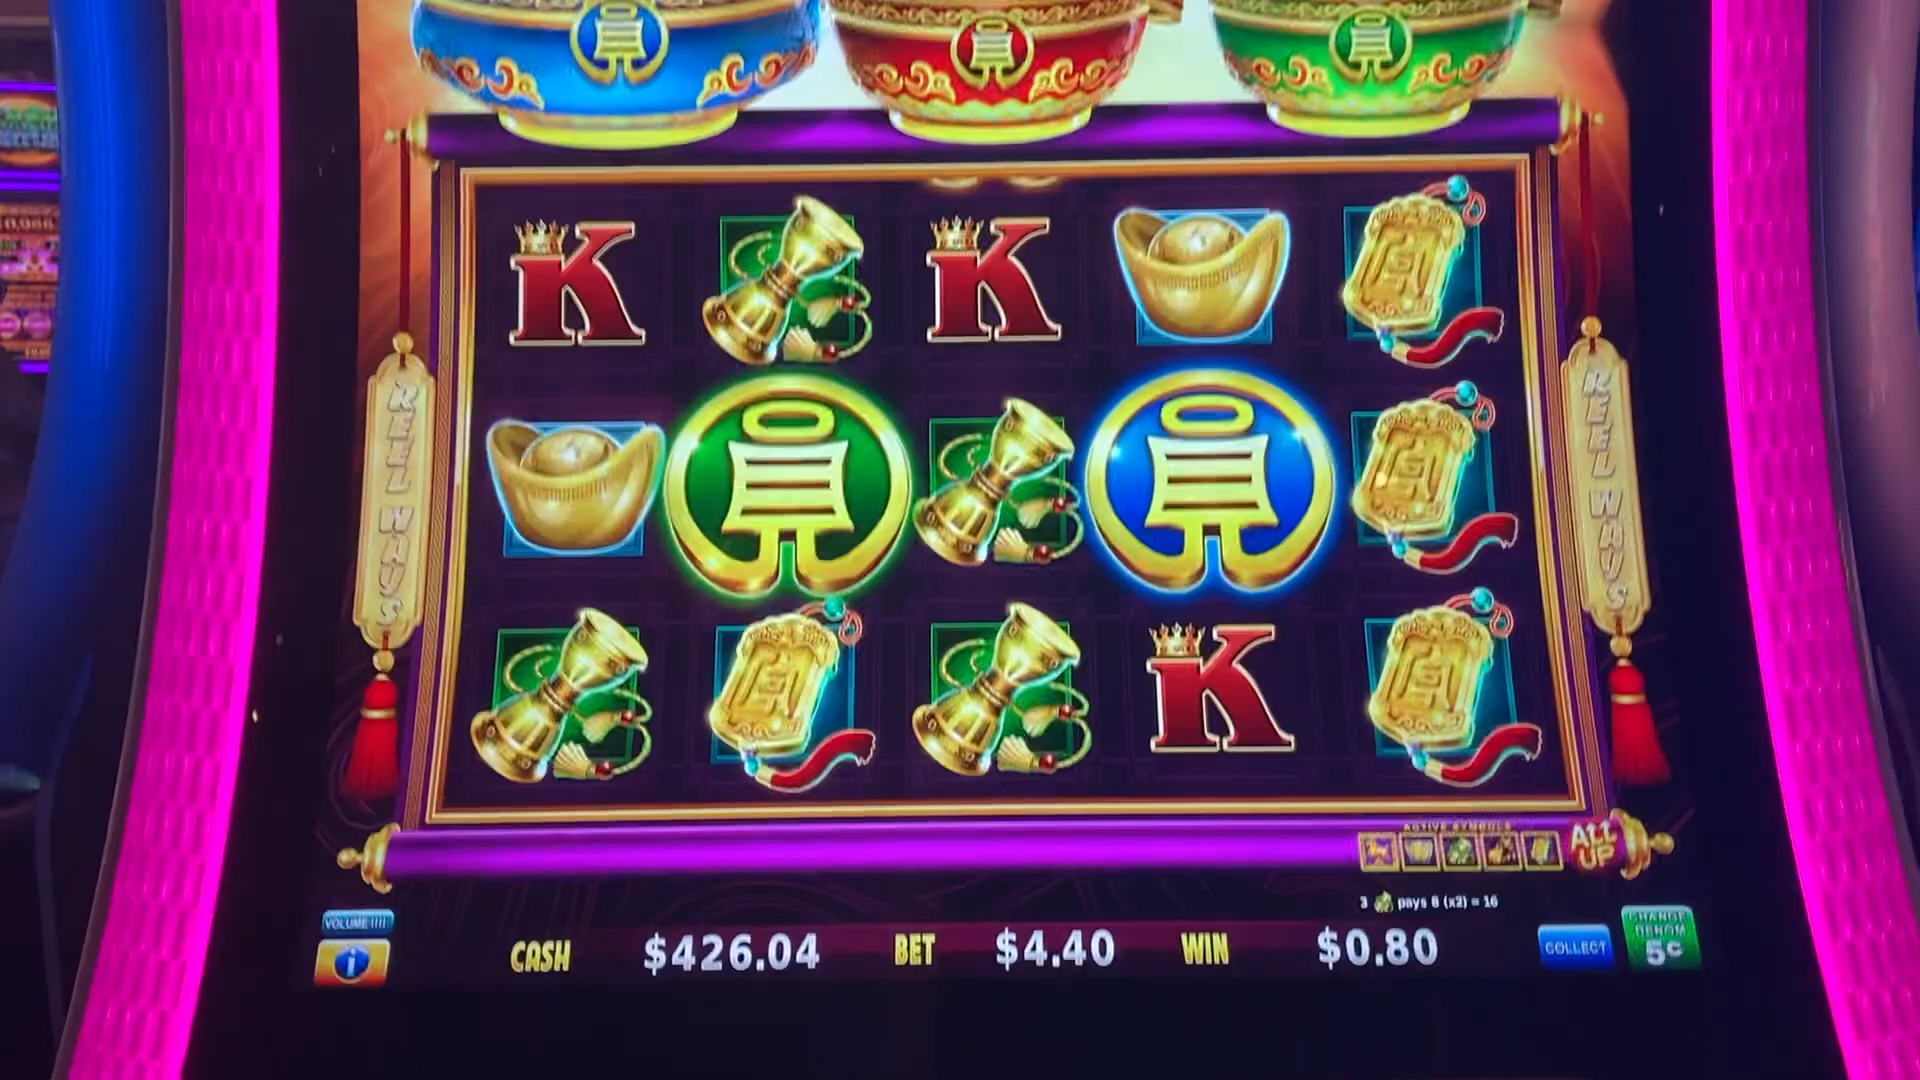 K
K
K
REEL WAYS
REEL WAYS
ACTIVE SYMBOLS
ALL UP
3 pays 8 (x2) = 16
VOLUME !!!!
i
CASH $426.04 BET $4.40 WIN $0.80
COLLECT
CHANGE DENOM 5¢